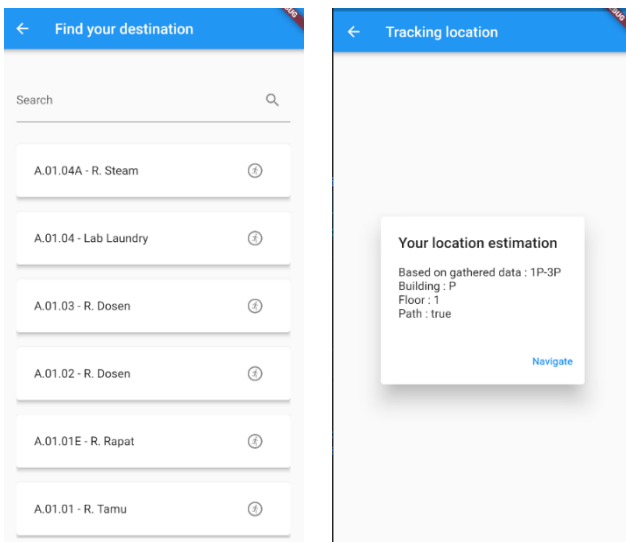 Find your destination
Search
A.01.04A - R. Steam
A.01.04 - Lab Laundry
A.01.03 - R. Dosen
A.01.02 - R. Dosen
A.01.01E - R. Rapat
A.01.01 - R. Tamu
Tracking location
Your location estimation
Based on gathered data : 1P-3P
Building : P
Floor : 1
Path : true
Navigate